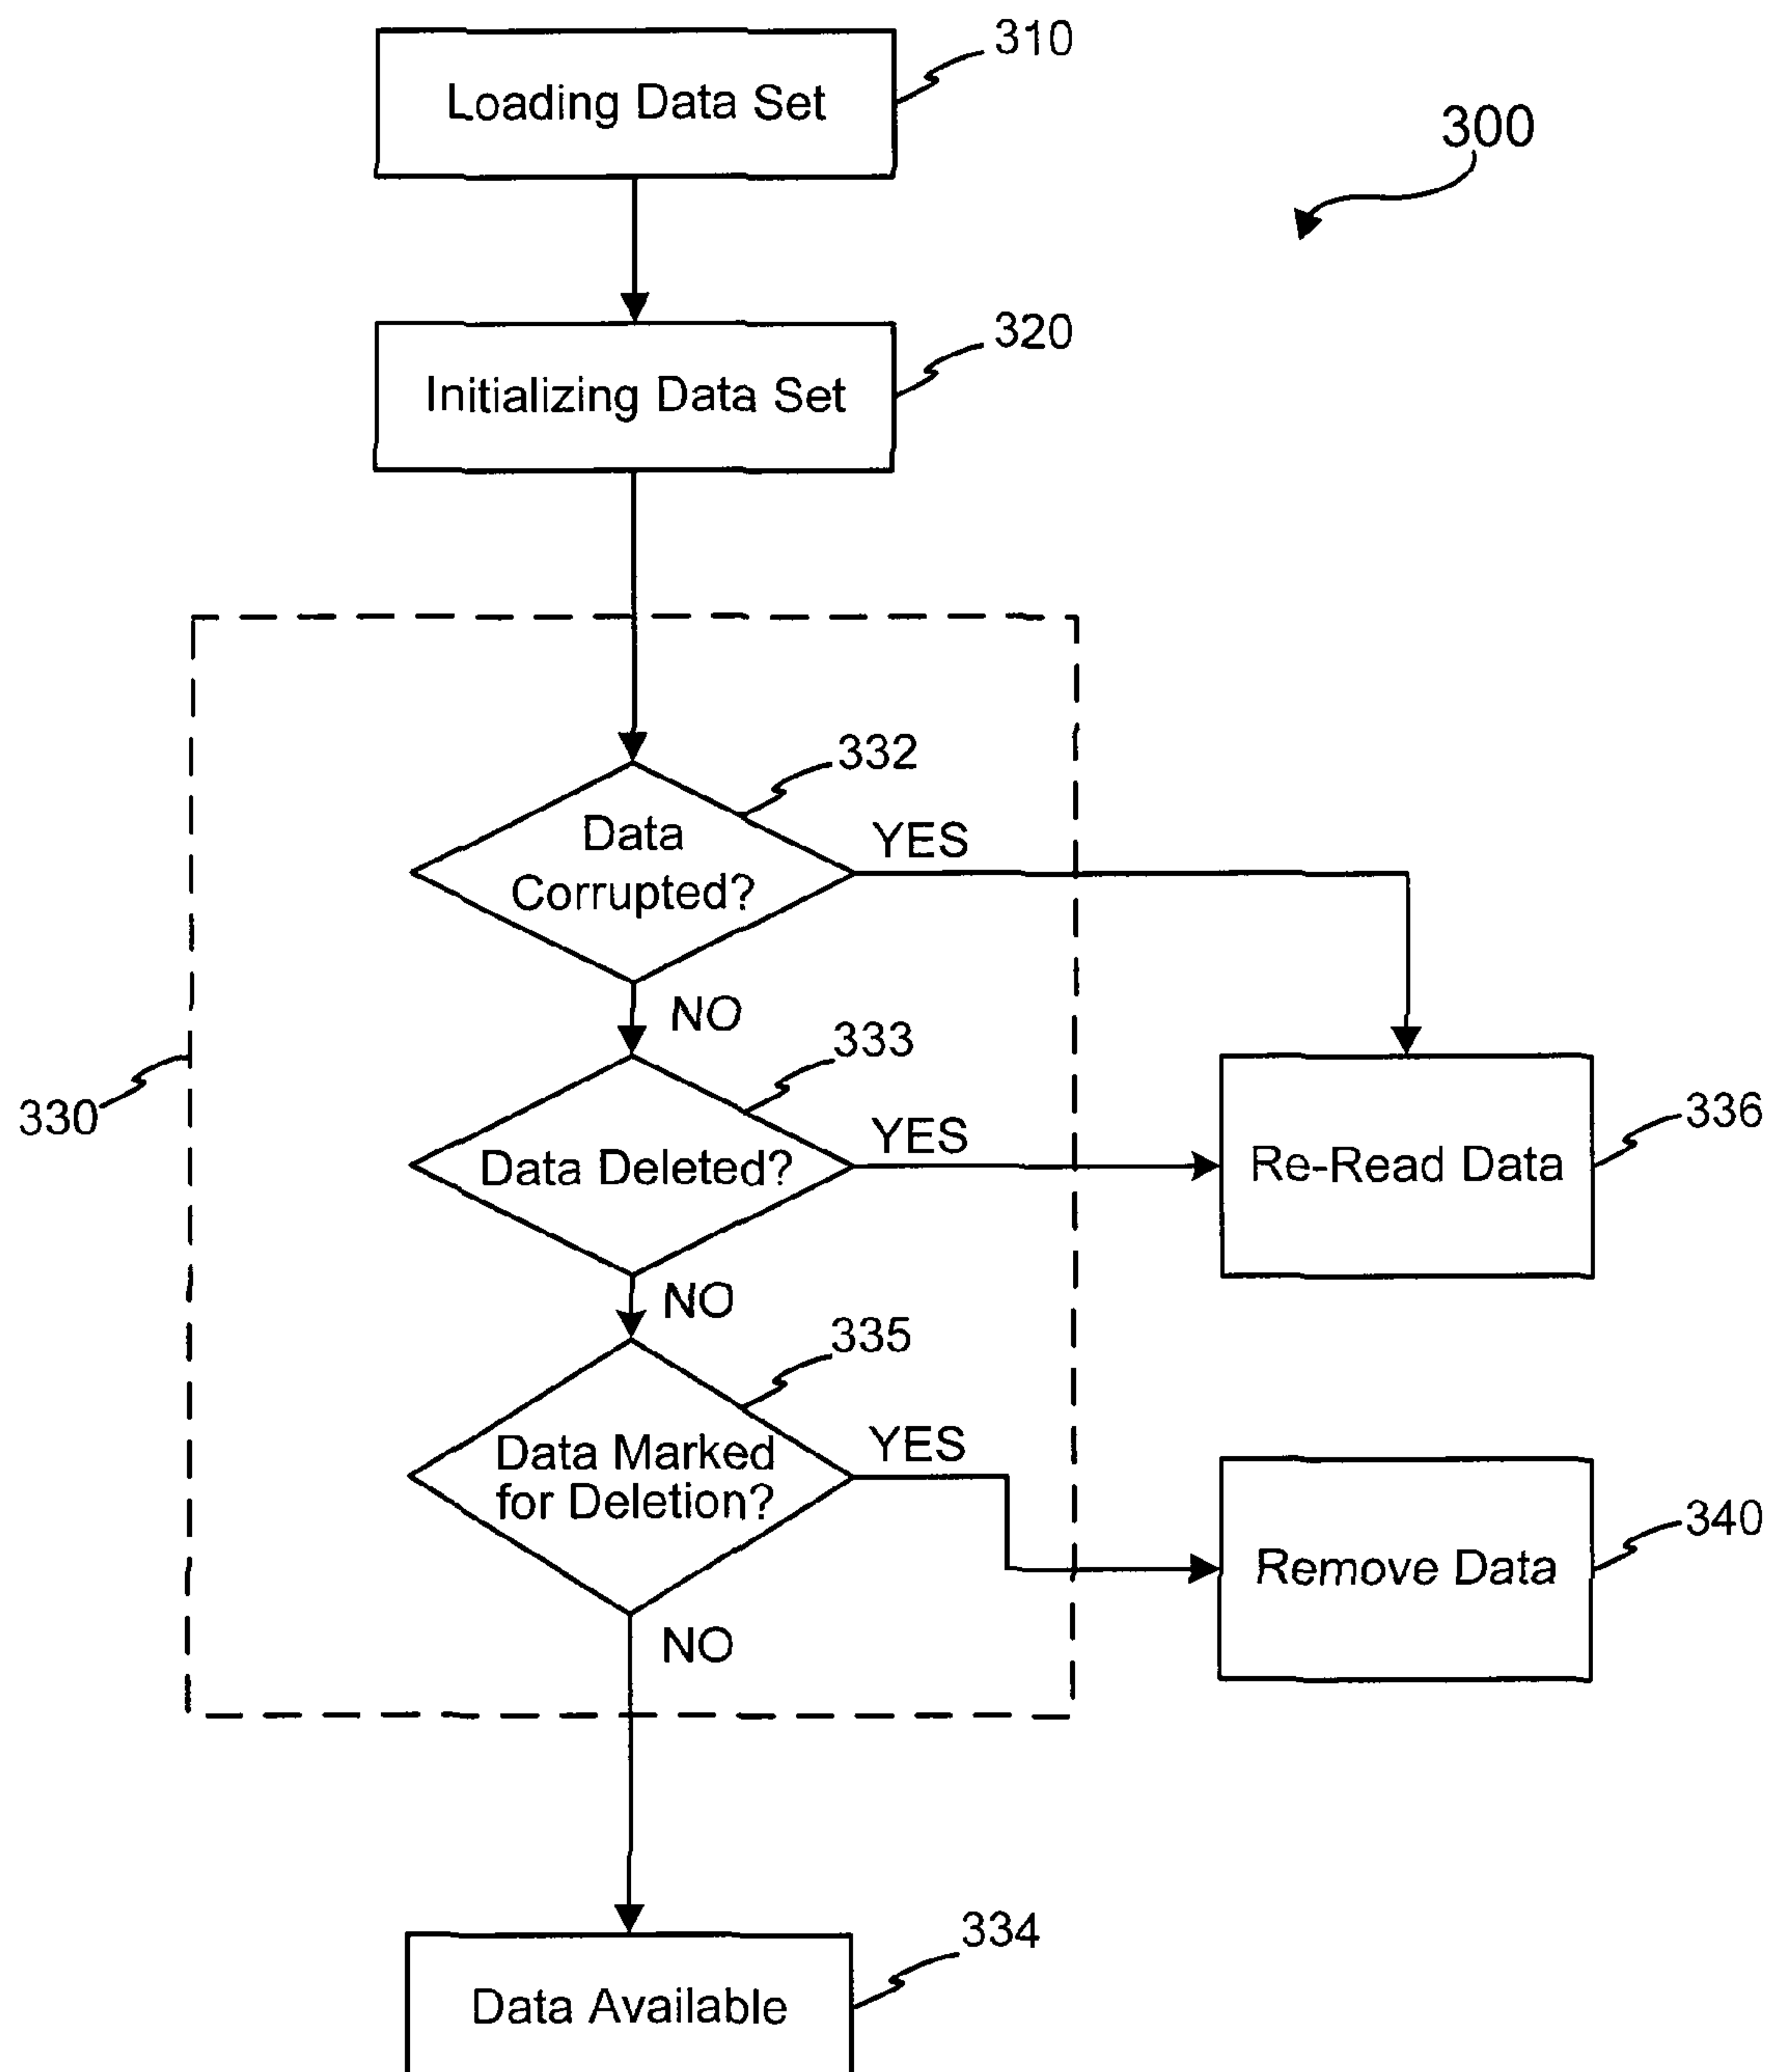 310
Loading Data Set
300
320
Initializing Data Set
332
Data
Corrupted?
YES
NO
333
330
Data Deleted?
YES
336
Re-Read Data
NO
335
Data Marked
for Deletion?
YES
340
Remove Data
NO
334
Data Available